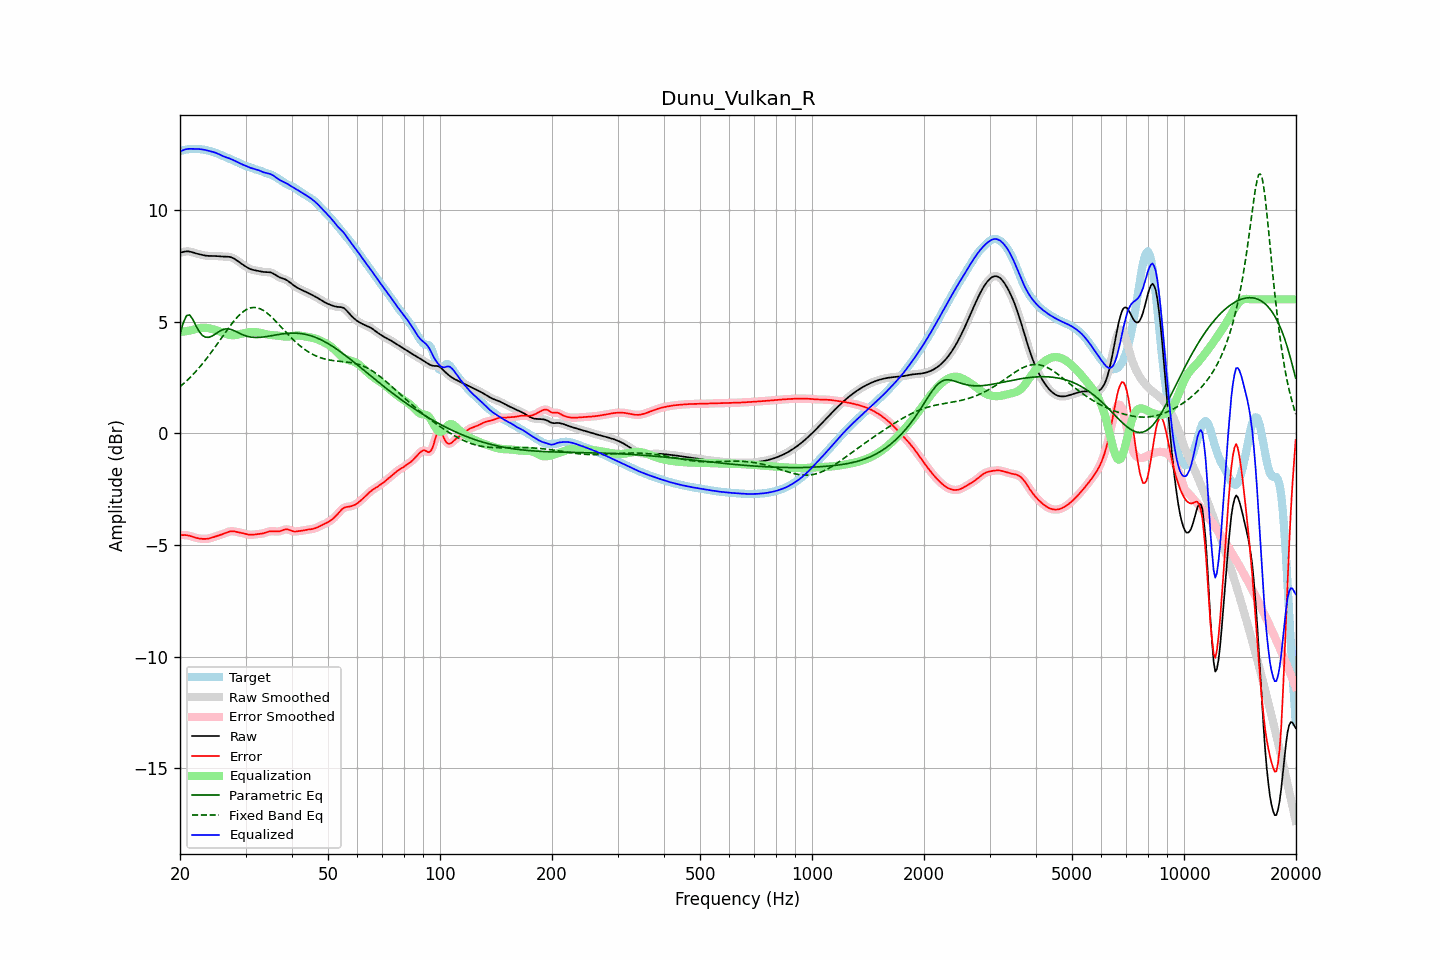 Dunu_Vulkan_R
Amplitude (dBr)
10
5
0
−5
−10
−15
20
50
100
200
500
1000
2000
5000
10000
20000
Frequency (Hz)
Target
Raw Smoothed
Error Smoothed
Raw
Error
Equalization
Parametric Eq
Fixed Band Eq
Equalized